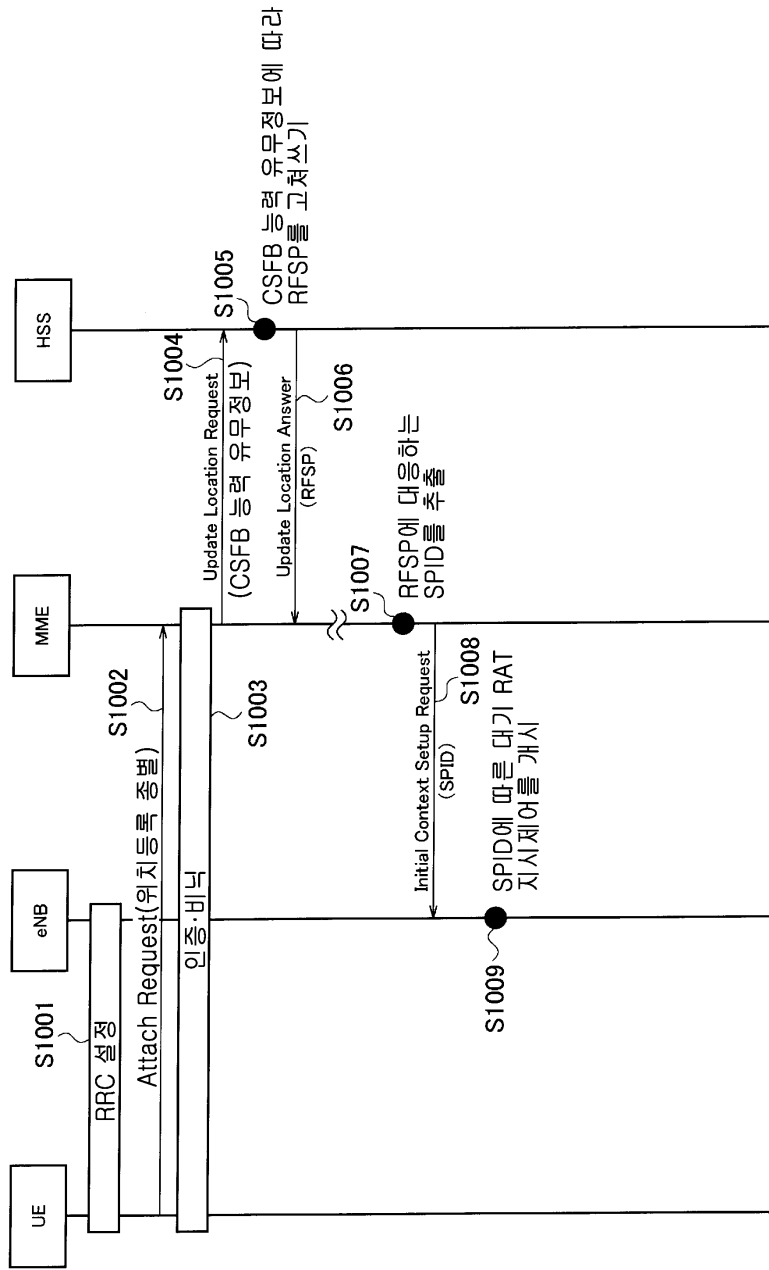 UE
eNB
MME
HSS
S1001
RRC 설정
Attach Request(위치등록 종별)
S1002
인증·비닉
S1003
Update Location Request
(CSFB 능력 유무정보)
S1004
S1005
CSFB 능력 유무정보에 따라
RFSP를 고쳐쓰기
Update Location Answer
(RFSP)
S1006
S1007
RFSP에 대응하는
SPID를 추출
Initial Context Setup Request
(SPID)
S1008
S1009
SPID에 따른 대기 RAT
지시제어를 개시